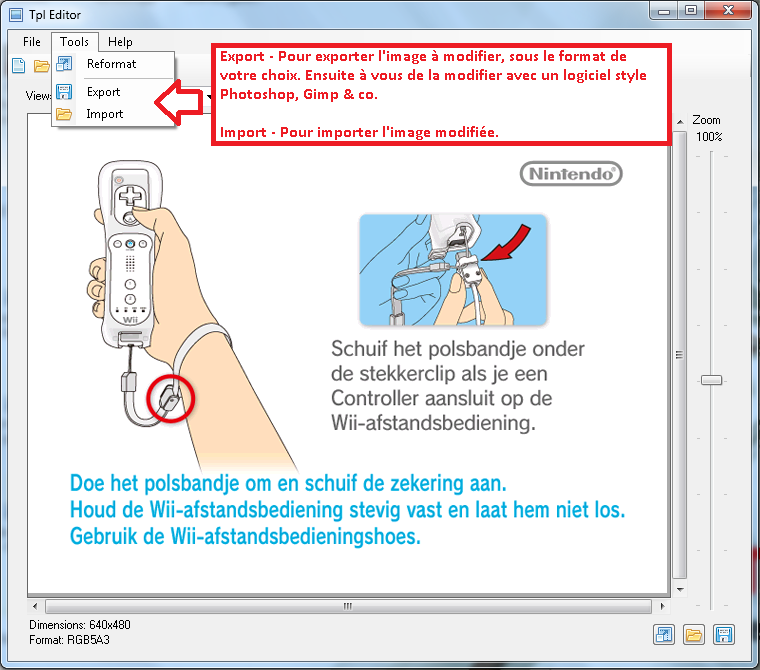 Tpl Editor
File Tools Help
Reformat
Export
Import
Export - Pour exporter l'image à modifier, sous le format de
votre choix. Ensuite à vous de la modifier avec un logiciel style
Photoshop, Gimp & co.
Import - Pour importer l'image modifiée.
View
Zoom
100%
Nintendo®
Wii
Schuif het polsbandje onder
de stekkerclip als je een
Controller aansluit op de
Wii-afstandsbediening.
Doe het polsbandje om en schuif de zekering aan.
Houd de Wii-afstandsbediening stevig vast en laat hem niet los.
Gebruik de Wii-afstandsbedieningshoes.
Dimensions: 640x480
Format: RGB5A3